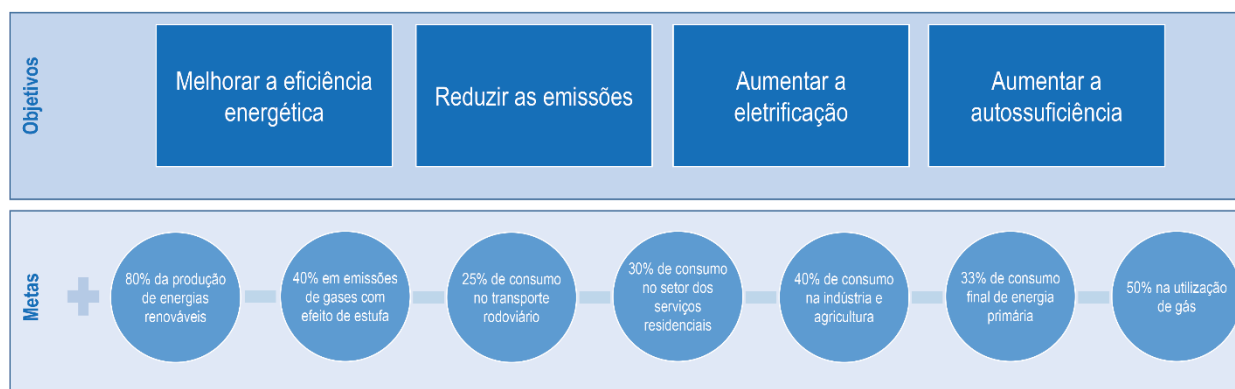 Objetivos
Melhorar a eficiência
energética
Reduzir as emissões
Aumentar a
eletrificação
Aumentar a
autossuficiência
Metas
80% da produção
de energias
renováveis
40% em emissões
de gases com
efeito de estufa
25% de consumo
no transporte
rodoviário
30% de consumo
no setor dos
serviços
residenciais
40% de consumo
na indústria e
agricultura
33% de consumo
final de energia
primária
50% na utilização
de gás